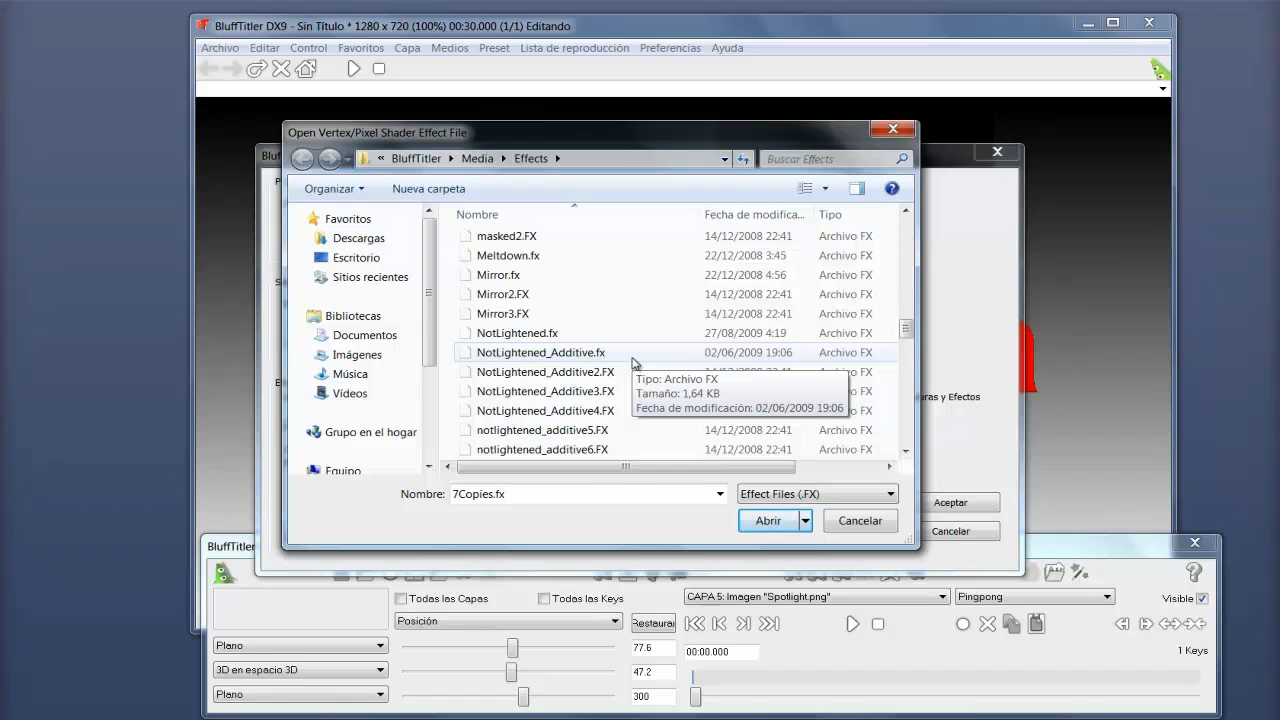 BluffTitler DX9 - Sin Título * 1280 x 720 (100%) 00:30.000 (1/1) Editando
Archivo Editar Control Favoritos Capa Medios Preset Lista de reproducción Preferencias Ayuda
Open Vertex/Pixel Shader Effect File
« BluffTitler Media Effects
Buscar Effects
Organizar Nueva carpeta
Favoritos
Descargas
Escritorio
Sitios recientes
Bibliotecas
Documentos
Imágenes
Música
Vídeos
Grupo en el hogar
Equipo
Nombre Fecha de modifica... Tipo
masked2.FX 14/12/2008 22:41 Archivo FX
Meltdown.fx 22/12/2008 3:45 Archivo FX
Mirror.fx 22/12/2008 4:56 Archivo FX
Mirror2.FX 14/12/2008 22:41 Archivo FX
Mirror3.FX 14/12/2008 22:41 Archivo FX
NotLightened.fx 27/08/2009 4:19 Archivo FX
NotLightened_Additive.fx 02/06/2009 19:06 Archivo FX
NotLightened_Additive2.FX Archivo FX
NotLightened_Additive3.FX Archivo FX
NotLightened_Additive4.FX Archivo FX
notlightened_additive5.FX 14/12/2008 22:41 Archivo FX
notlightened_additive6.FX 14/12/2008 22:41 Archivo FX
Tipo: Archivo FX
Tamaño: 1,64 KB
Fecha de modificación: 02/06/2009 19:06
Nombre: 7Copies.fx Effect Files (.FX)
Abrir Cancelar
y Efectos
Aceptar
Cancelar
BluffTitler
Todas las Capas Todas las Keys CAPA 5: Imagen "Spotlight.png" Pingpong Visible
Posición Restaurar
Plano 77.6 00:00.000 1 Keys
3D en espacio 3D 47.2
Plano 300